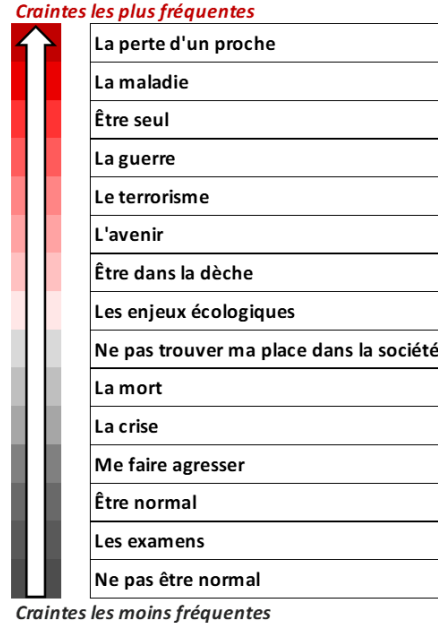 Craintes les plus fréquentes
La perte d'un proche
La maladie
Être seul
La guerre
Le terrorisme
L'avenir
Être dans la dèche
Les enjeux écologiques
Ne pas trouver ma place dans la société
La mort
La crise
Me faire agresser
Être normal
Les examens
Ne pas être normal
Craintes les moins fréquentes